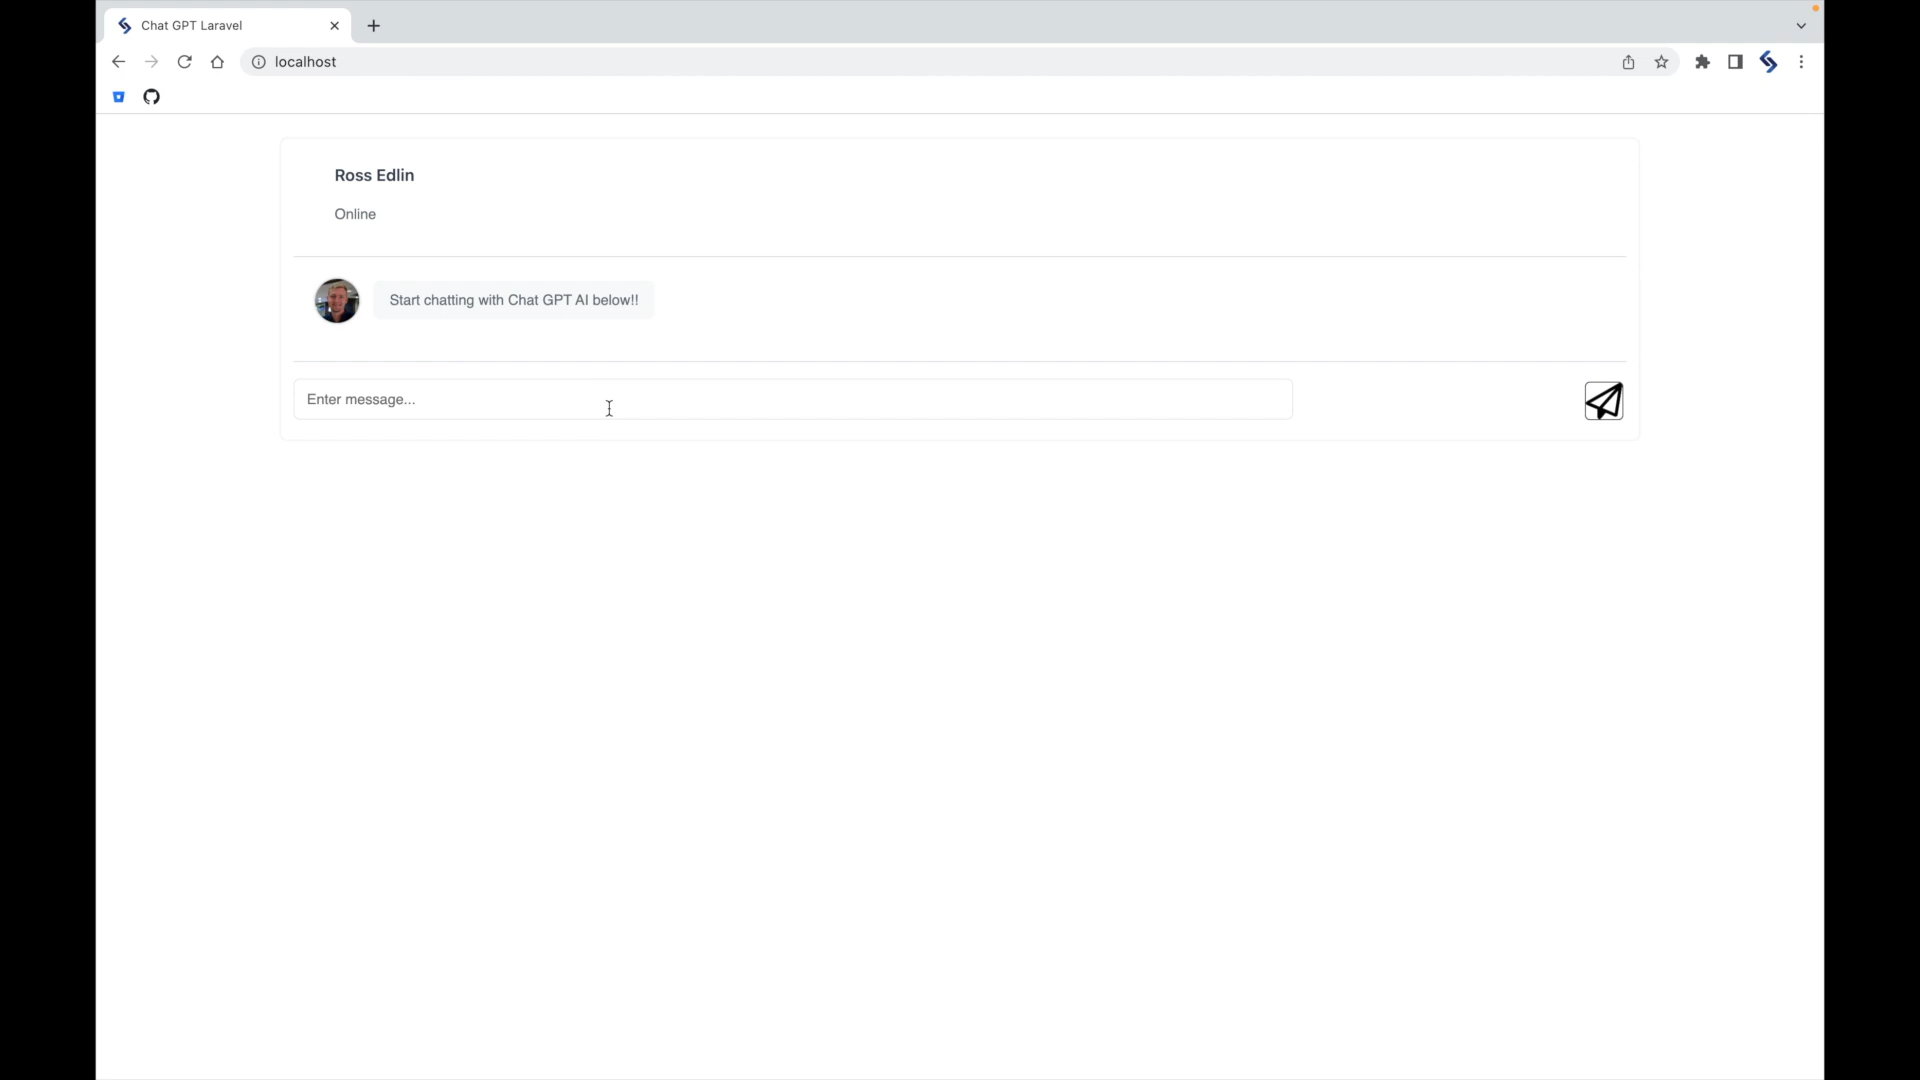 Chat GPT Laravel
localhost
Ross Edlin
Online
Start chatting with Chat GPT AI below!!
Enter message...